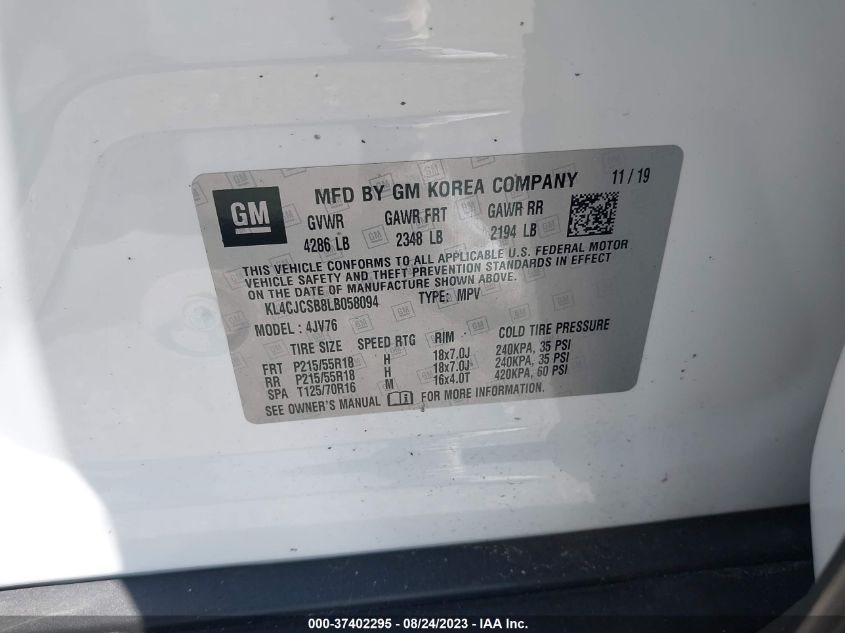 GM
MFD BY GM KOREA COMPANY 11 / 19
GVWR GAWR FRT GAWR RR
4286 LB 2348 LB 2194 LB
THIS VEHICLE CONFORMS TO ALL APPLICABLE U.S. FEDERAL MOTOR
VEHICLE SAFETY AND THEFT PREVENTION STANDARDS IN EFFECT
ON THE DATE OF MANUFACTURE SHOWN ABOVE.
KL4CJCSB8LB058094 TYPE: MPV
MODEL : 4JV76
TIRE SIZE SPEED RTG RIM COLD TIRE PRESSURE
FRT P215/55R18 H 18x7.0J 240KPA, 35 PSI
RR P215/55R18 H 18x7.0J 240KPA, 35 PSI
SPA T125/70R16 M 16x4.0T 420KPA, 60 PSI
SEE OWNER'S MANUAL FOR MORE INFORMATION.
000-37402295 - 08/24/2023 - IAA Inc.